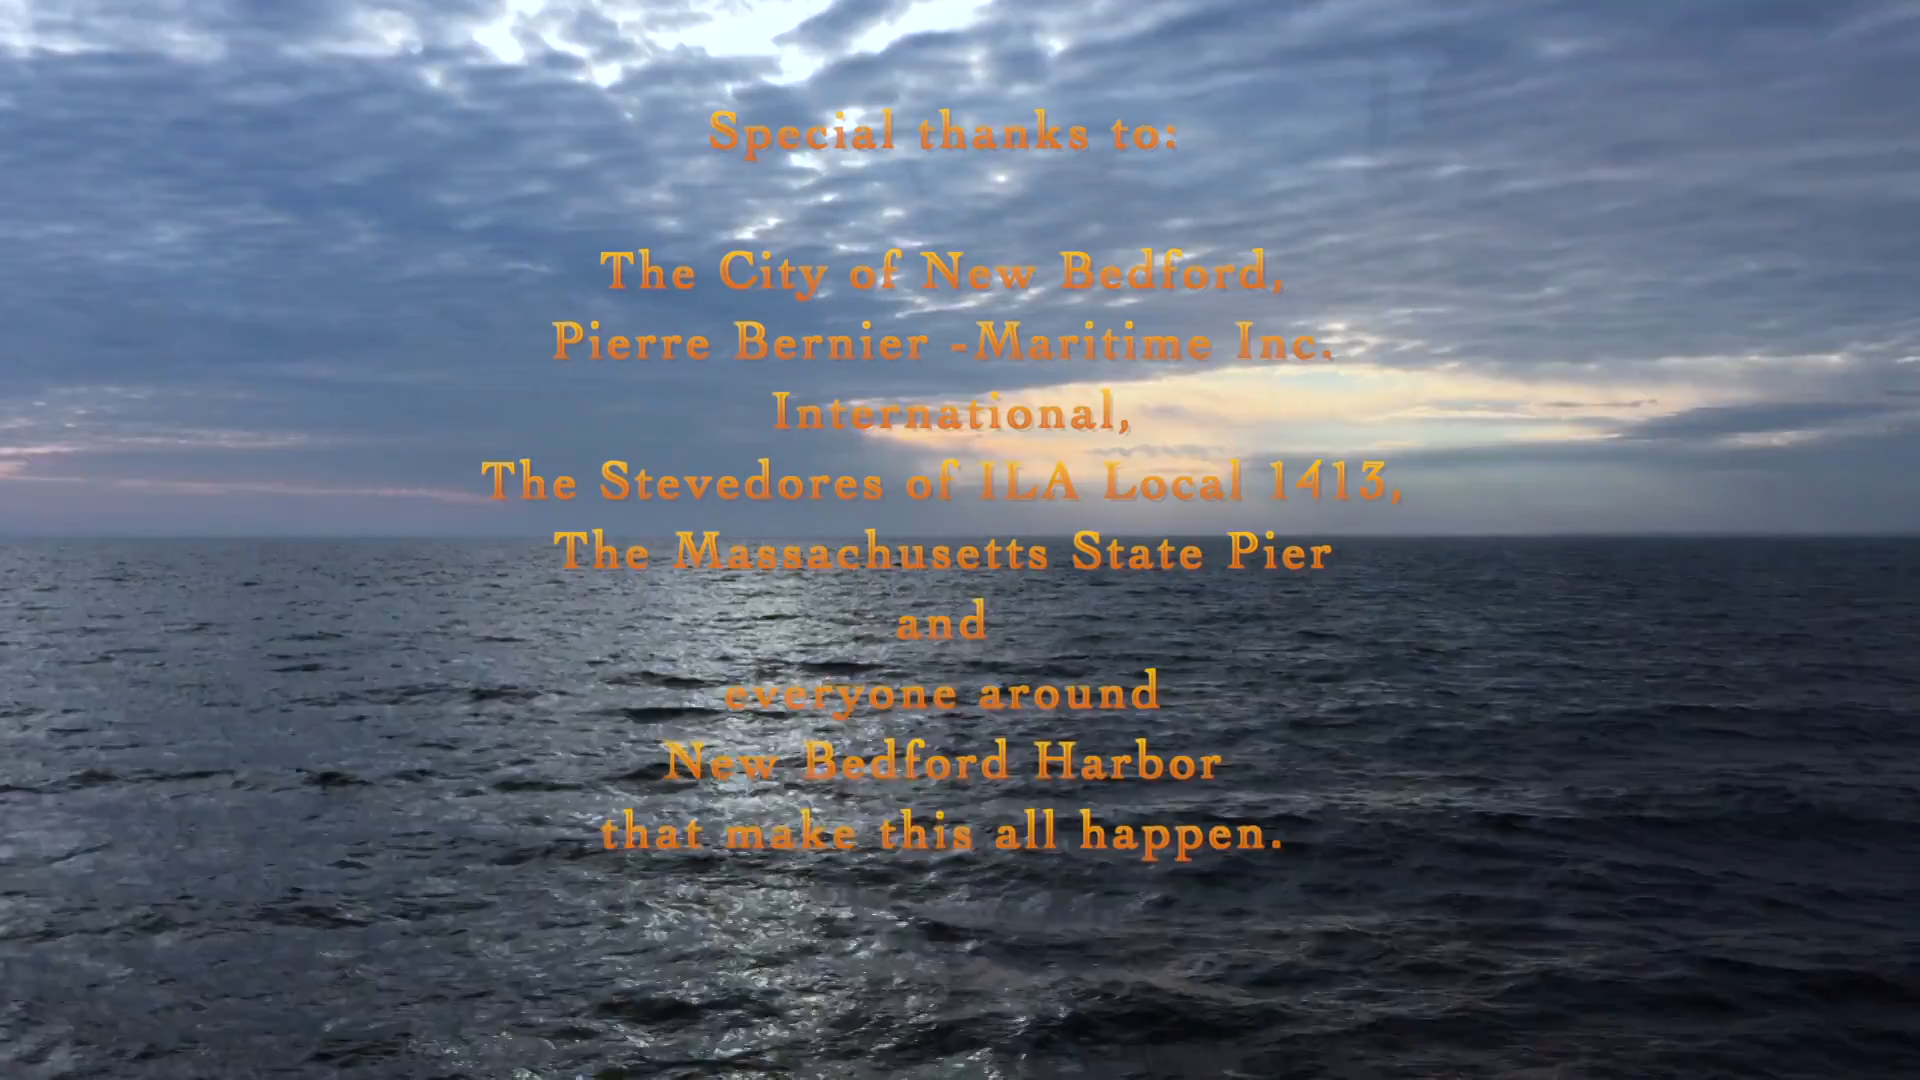 Special thanks to:
The City of New Bedford,
Pierre Bernier -Maritime Inc.
International,
The Stevedores of ILA Local 1413,
The Massachusetts State Pier
and
everyone around
New Bedford Harbor
that make this all happen.